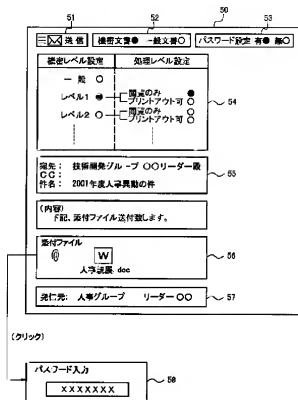 50
51
52
53
送信
機密文書● 一般文書○
パスワード設定 有● 無○
機密レベル設定 処理レベル設定
一般 ○
レベル1 ● 閲覧のみ ●
プリントアウト可 ○
レベル2 ○ 閲覧のみ ○
プリントアウト可 ○
54
宛先: 技術開発グループ ○○リーダー殿
CC:
件名: 2001年度人事異動の件
55
(内容)
下記、添付ファイル送付致します。
添付ファイル
W
doc
56
発信元: 人事グループ リーダー○○
57
(クリック)
パスワード入力
XXXXXXX
58